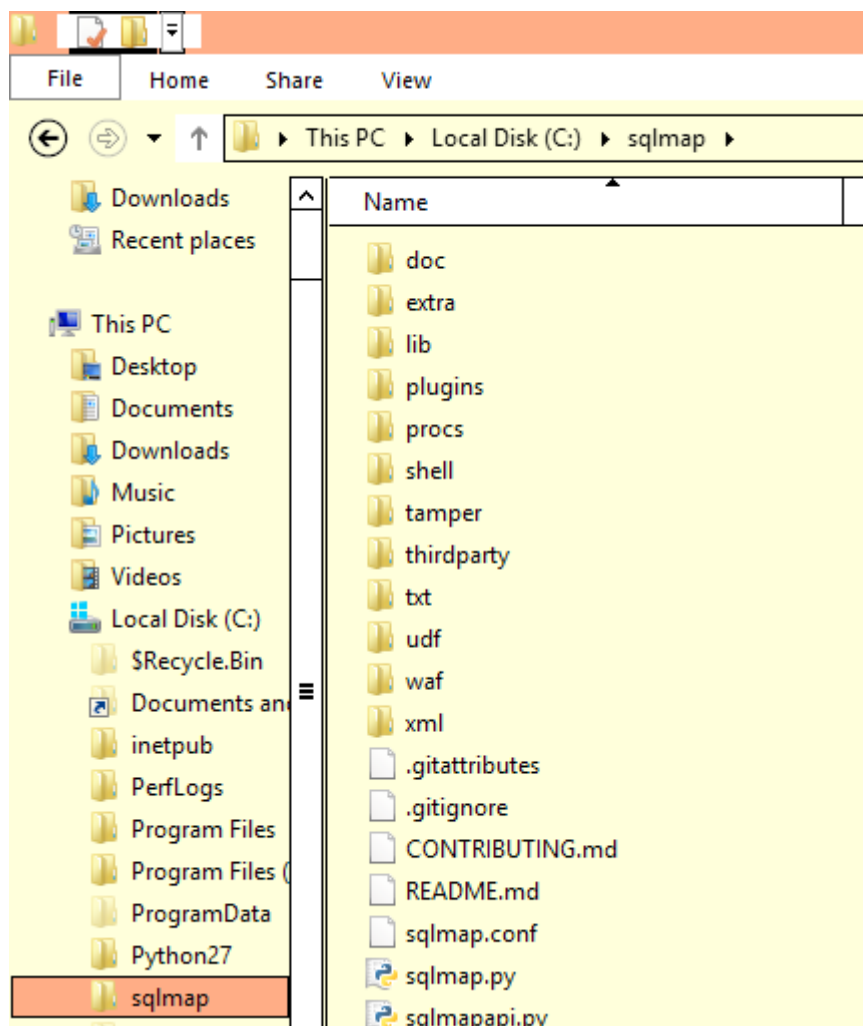 File Home Share View
This PC Local Disk (C:) sqlmap
Downloads
Recent places
This PC
Desktop
Documents
Downloads
Music
Pictures
Videos
Local Disk (C:)
$Recycle.Bin
Documents an
inetpub
PerfLogs
Program Files
Program Files (
ProgramData
Python27
sqlmap
Name
doc
extra
lib
plugins
procs
shell
tamper
thirdparty
txt
udf
waf
xml
.gitattributes
.gitignore
CONTRIBUTING.md
README.md
sqlmap.conf
sqlmap.py
sqlmapapi.py